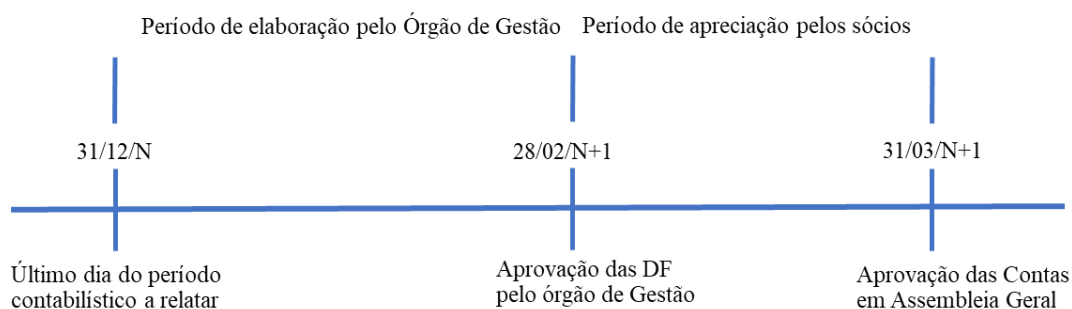 Período de elaboração pelo Órgão de Gestão
Período de apreciação pelos sócios
31/12/N
28/02/N+1
31/03/N+1
Último dia do período
contabilístico a relatar
Aprovação das DF
pelo órgão de Gestão
Aprovação das Contas
em Assembleia Geral